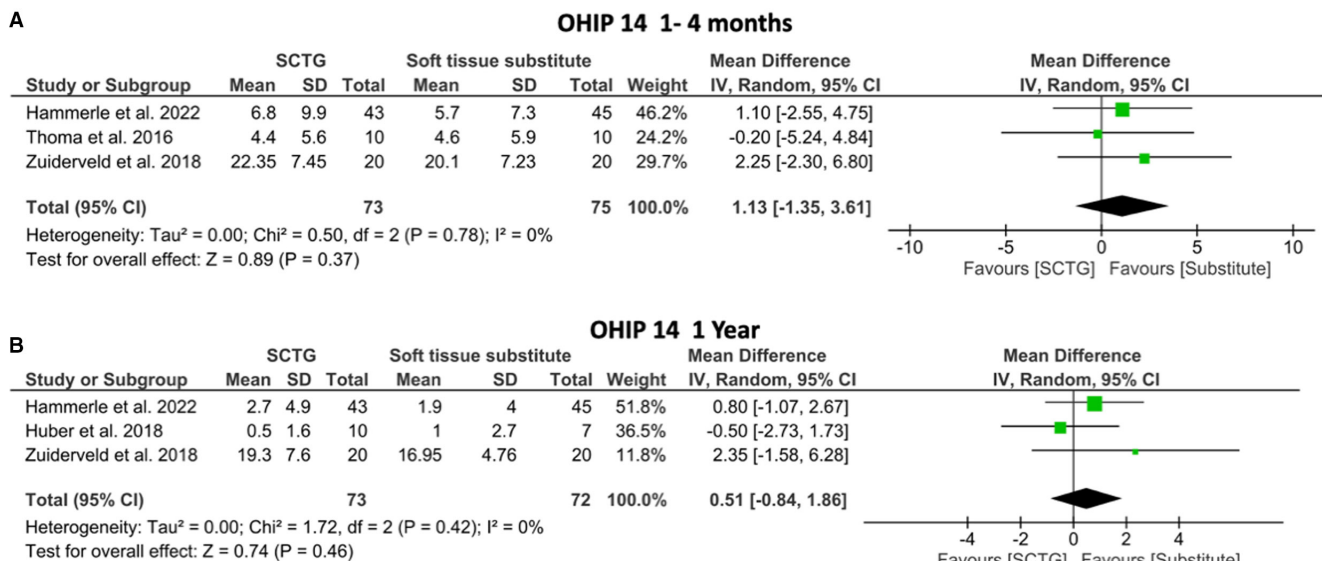 A
OHIP 14 1- 4 months
SCTG Soft tissue substitute Mean Difference Mean Difference
Study or Subgroup Mean SD Total Mean SD Total Weight IV, Random, 95% CI IV, Random, 95% CI
Hammerle et al. 2022 6.8 9.9 43 5.7 7.3 45 46.2% 1.10 [-2.55, 4.75]
Thoma et al. 2016 4.4 5.6 10 4.6 5.9 10 24.2% -0.20 [-5.24, 4.84]
Zuiderveld et al. 2018 22.35 7.45 20 20.1 7.23 20 29.7% 2.25 [-2.30, 6.80]
Total (95% CI) 73 75 100.0% 1.13 [-1.35, 3.61]
Heterogeneity: Tau² = 0.00; Chi² = 0.50, df = 2 (P = 0.78); I² = 0%
Test for overall effect: Z = 0.89 (P = 0.37)
-10 -5 0 5 10
Favours [SCTG] Favours [Substitute]
B
OHIP 14 1 Year
SCTG Soft tissue substitute Mean Difference Mean Difference
Study or Subgroup Mean SD Total Mean SD Total Weight IV, Random, 95% CI IV, Random, 95% CI
Hammerle et al. 2022 2.7 4.9 43 1.9 4 45 51.8% 0.80 [-1.07, 2.67]
Huber et al. 2018 0.5 1.6 10 1 2.7 7 36.5% -0.50 [-2.73, 1.73]
Zuiderveld et al. 2018 19.3 7.6 20 16.95 4.76 20 11.8% 2.35 [-1.58, 6.28]
Total (95% CI) 73 72 100.0% 0.51 [-0.84, 1.86]
Heterogeneity: Tau² = 0.00; Chi² = 1.72, df = 2 (P = 0.42); I² = 0%
Test for overall effect: Z = 0.74 (P = 0.46)
-4 -2 0 2 4
Favours [SCTG] Favours [Substitute]